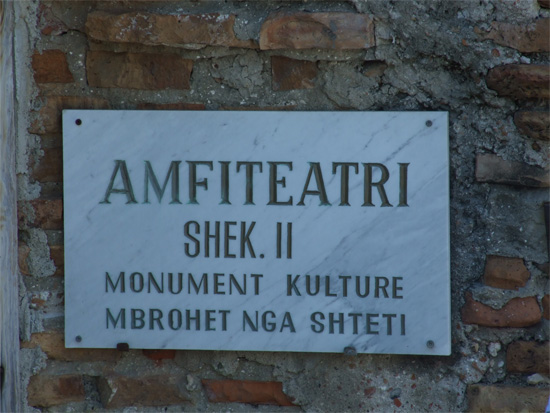 AMFITEATRI
SHEK. II
MONUMENT KULTURE
MBROHET NGA SHTETI